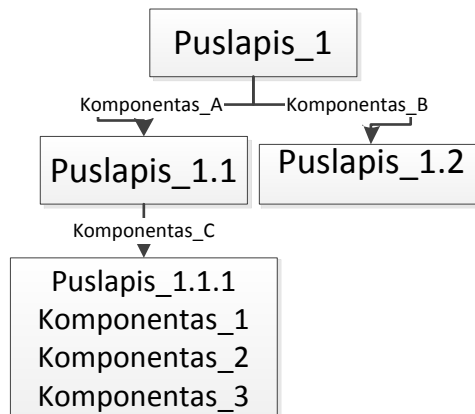 Puslapis_1
Komponentas_A
Komponentas_B
Puslapis_1.1
Puslapis_1.2
Komponentas_C
Puslapis_1.1.1
Komponentas_1
Komponentas_2
Komponentas_3